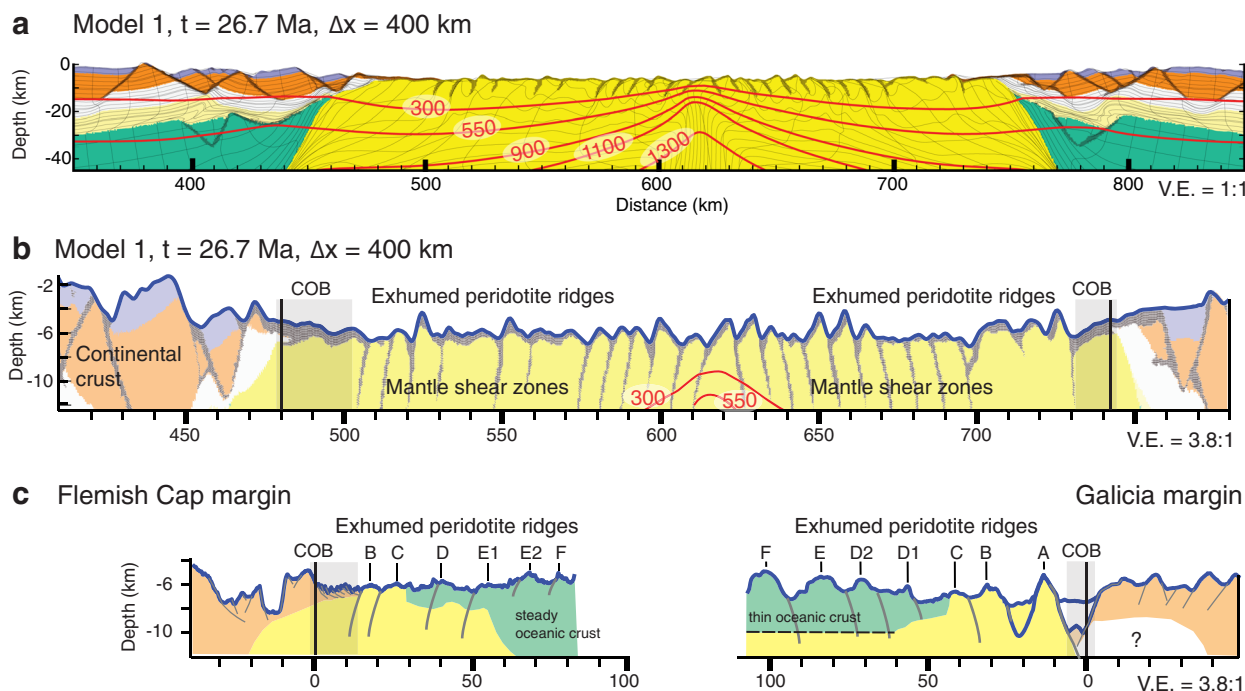 a Model 1, t = 26.7 Ma, Δx = 400 km
Depth (km)
0
-20
-40
300
550
900
1100
1300
400
500
600
700
800
Distance (km)
V.E. = 1:1
b Model 1, t = 26.7 Ma, Δx = 400 km
COB
Exhumed peridotite ridges
Exhumed peridotite ridges
COB
Depth (km)
-2
-6
-10
Continental
crust
Mantle shear zones
300
550
Mantle shear zones
450
500
550
600
650
700
V.E. = 3.8:1
c Flemish Cap margin
Galicia margin
Exhumed peridotite ridges
Exhumed peridotite ridges
COB B C D E1 E2 F
F E D2 D1 C B A COB
Depth (km)
-6
-10
steady
oceanic crust
thin oceanic crust
?
0
50
100
100
50
0
V.E. = 3.8:1